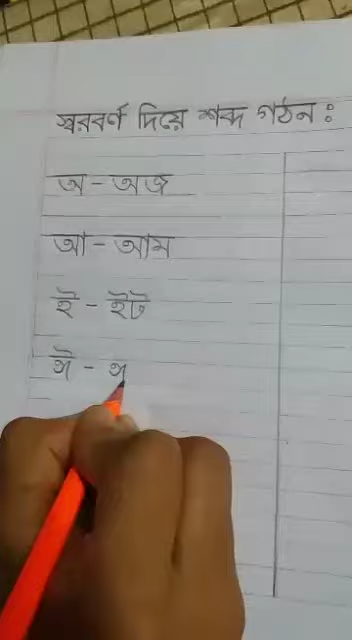 স্বরবর্ণ দিয়ে শব্দ গঠন :
অ - অজ
আ - আম
ই - ইট
ঈ -